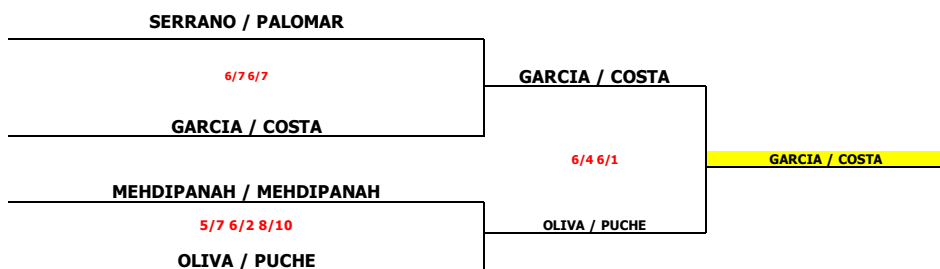 SERRANO / PALOMAR
6/7 6/7
GARCIA / COSTA
GARCIA / COSTA
6/4 6/1
GARCIA / COSTA
MEHDIPANAH / MEHDIPANAH
5/7 6/2 8/10
OLIVA / PUCHE
OLIVA / PUCHE